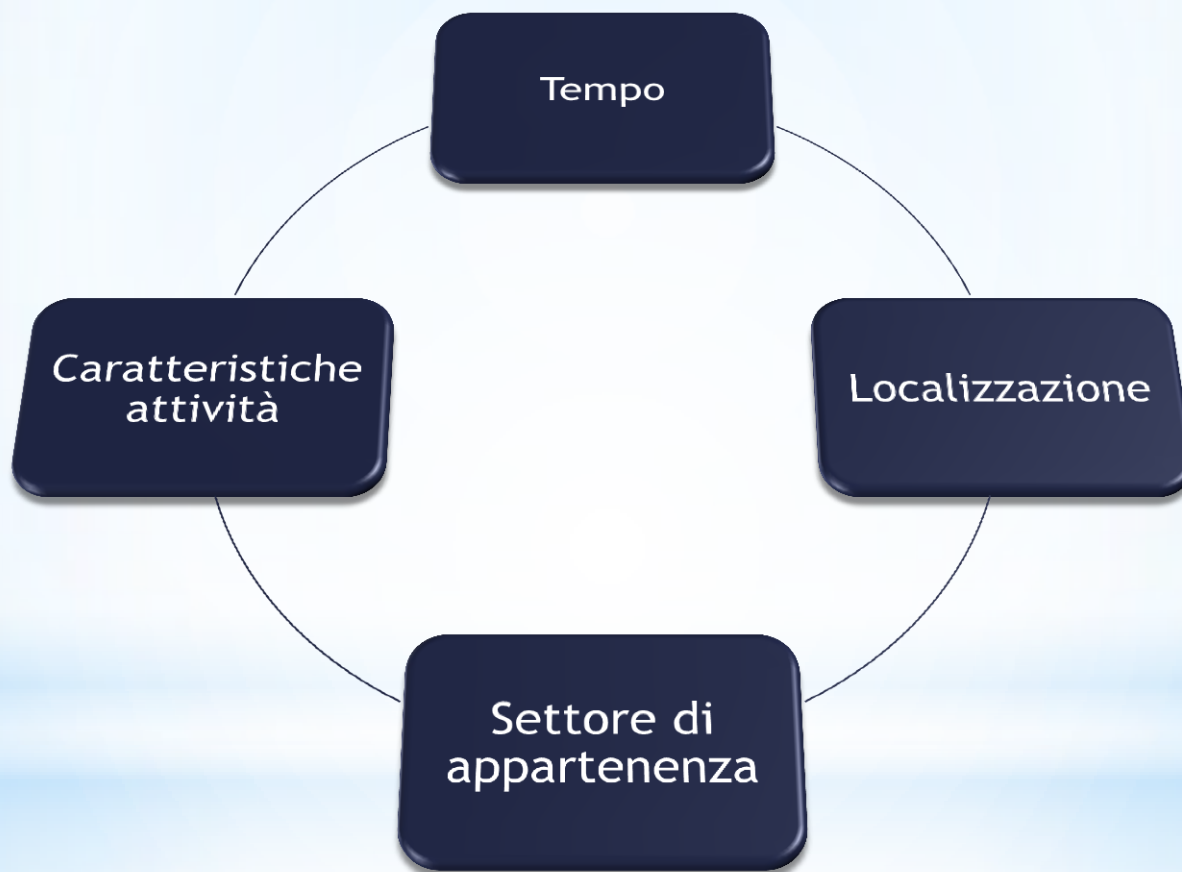 Tempo
Caratteristiche
attività
Localizzazione
Settore di
appartenenza